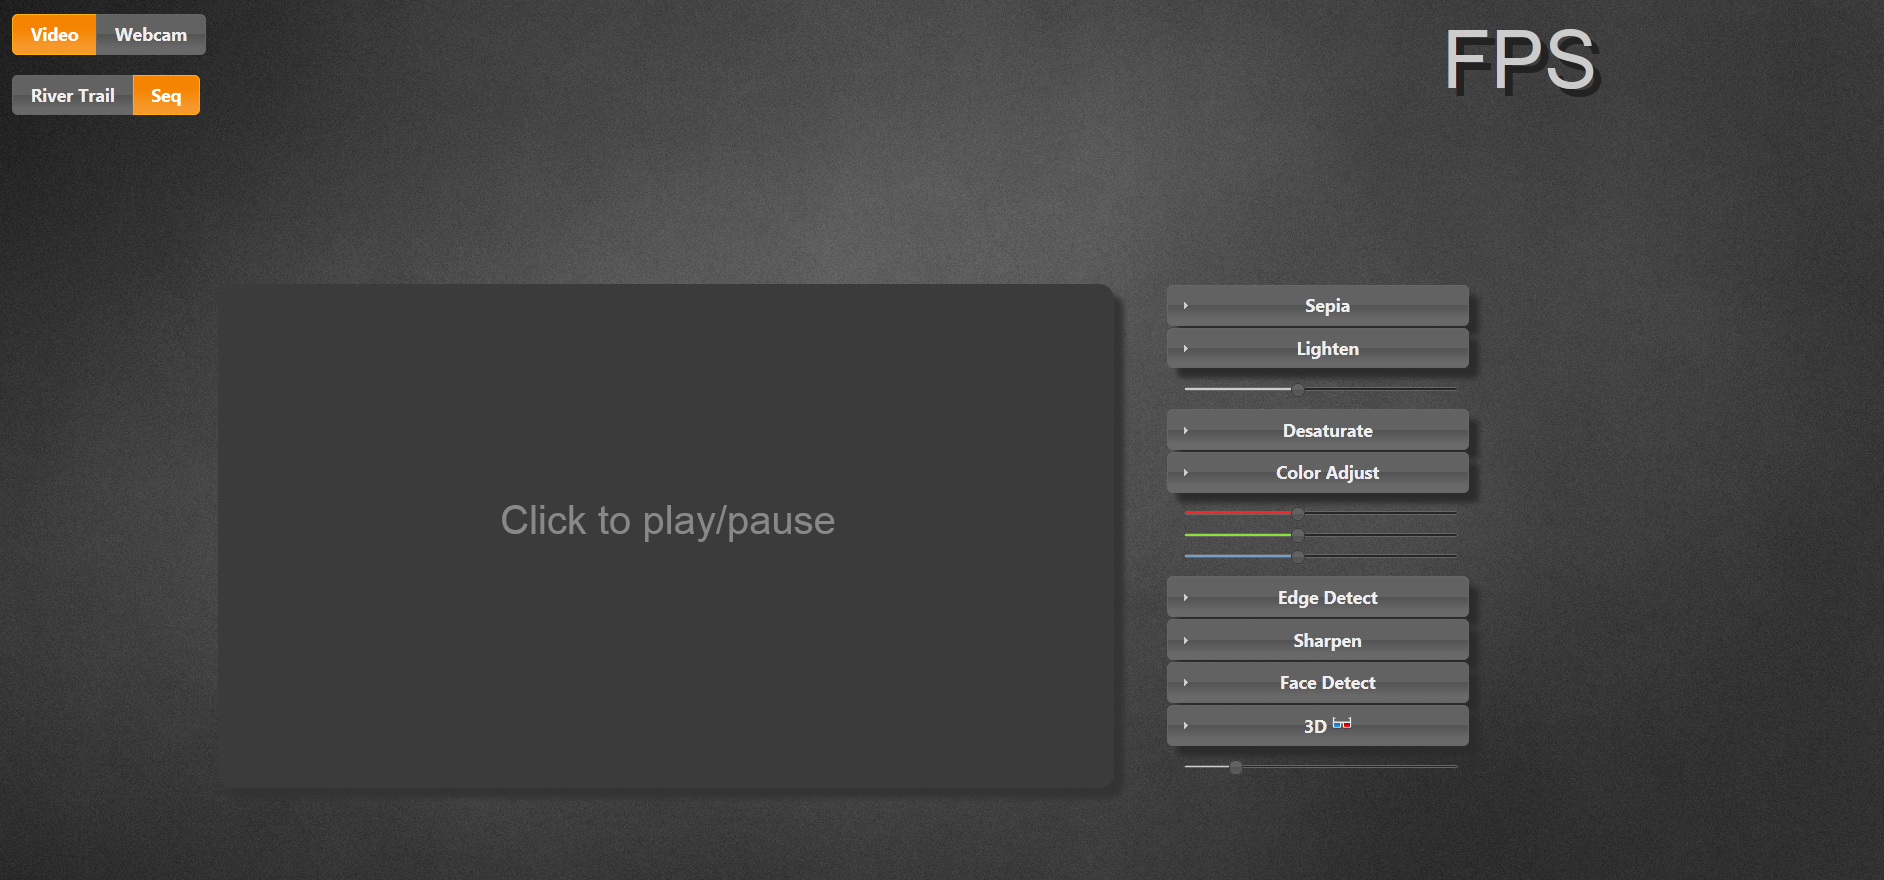 Video Webcam
FPS
River Trail Seq
Sepia
Lighten
Desaturate
Color Adjust
Click to play/pause
Edge Detect
Sharpen
Face Detect
3D